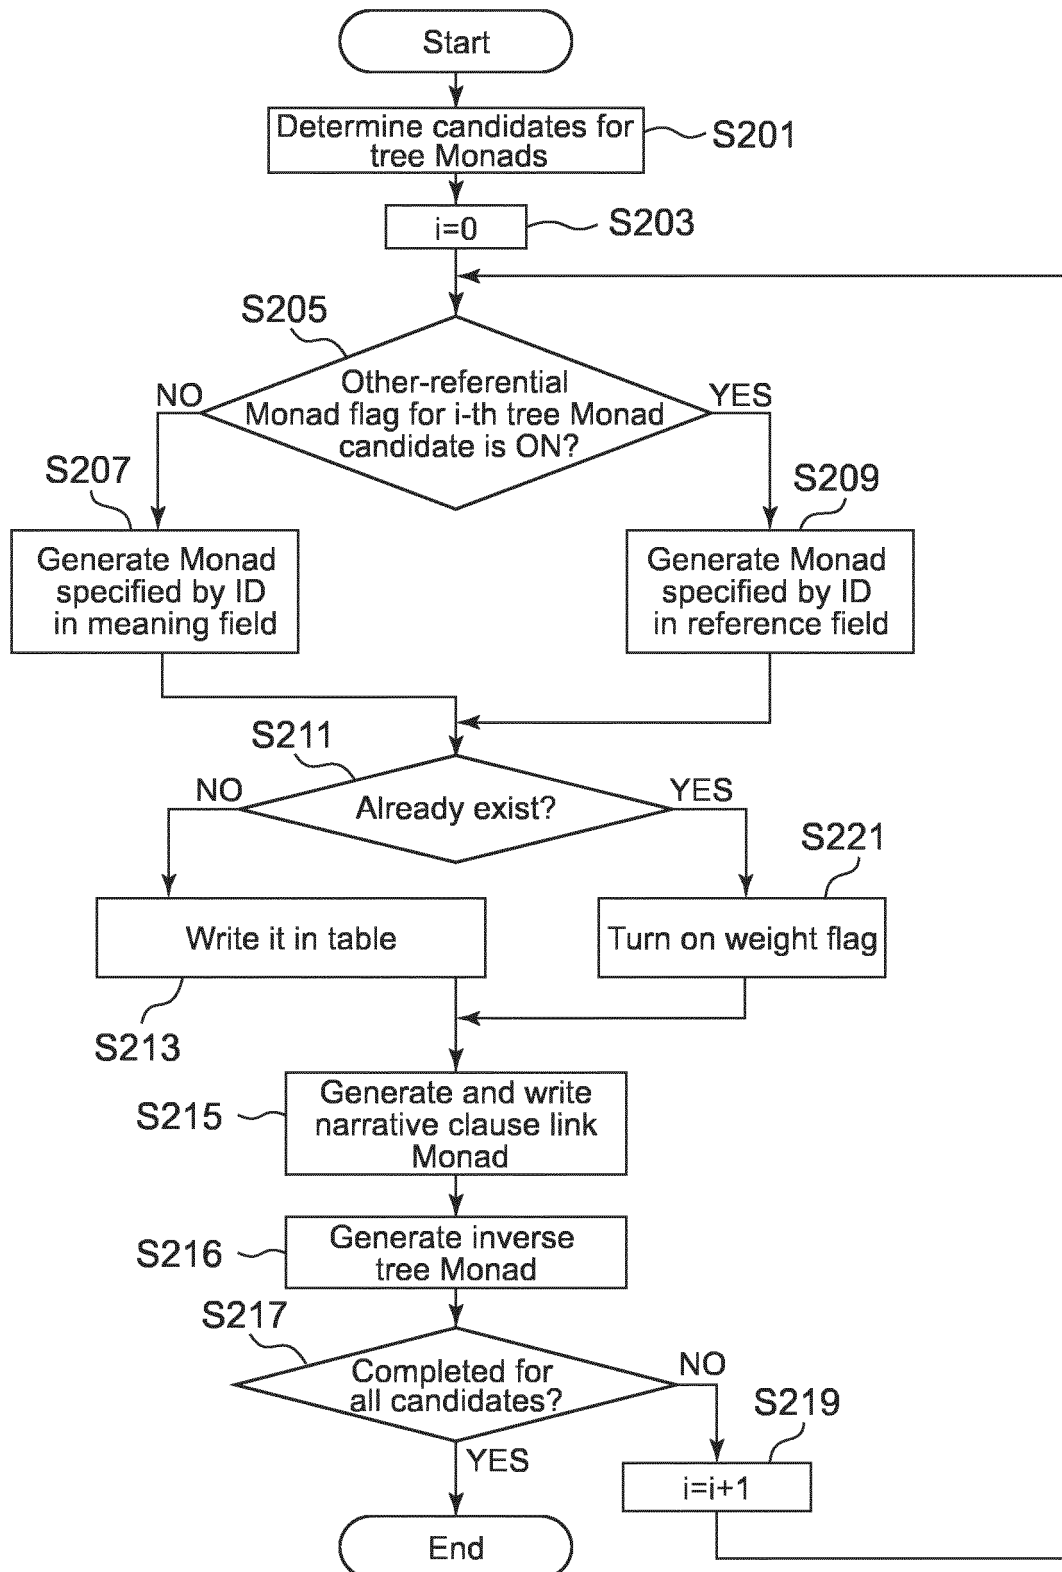 Start
Determine candidates for
tree Monads
S201
i=0
S203
S205
Other-referential
Monad flag for i-th tree Monad
candidate is ON?
NO
YES
S207
S209
Generate Monad
specified by ID
in meaning field
Generate Monad
specified by ID
in reference field
S211
NO
Already exist?
YES
S221
Write it in table
Turn on weight flag
S213
S215
Generate and write
narrative clause link
Monad
S216
Generate inverse
tree Monad
S217
Completed for
all candidates?
NO
S219
YES
i=i+1
End